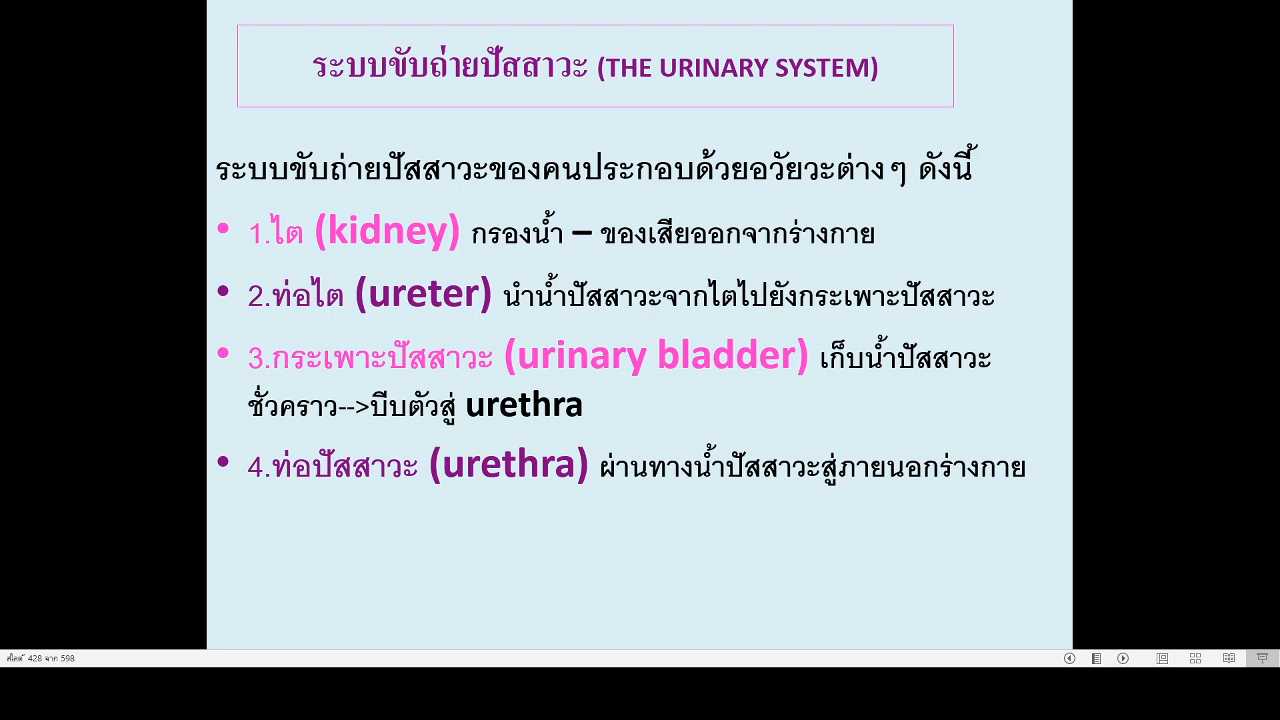 ระบบขับถ่ายปัสสาวะ (THE URINARY SYSTEM)
ระบบขับถ่ายปัสสาวะของคนประกอบด้วยอวัยวะต่างๆ ดังนี้
• 1.ไต (kidney) กรองน้ำ – ของเสียออกจากร่างกาย
• 2.ท่อไต (ureter) นำน้ำปัสสาวะจากไตไปยังกระเพาะปัสสาวะ
• 3.กระเพาะปัสสาวะ (urinary bladder) เก็บน้ำปัสสาวะ
ชั่วคราว-->บีบตัวสู่ urethra
• 4.ท่อปัสสาวะ (urethra) ผ่านทางน้ำปัสสาวะสู่ภายนอกร่างกาย
สไลด์ 428 จาก 598